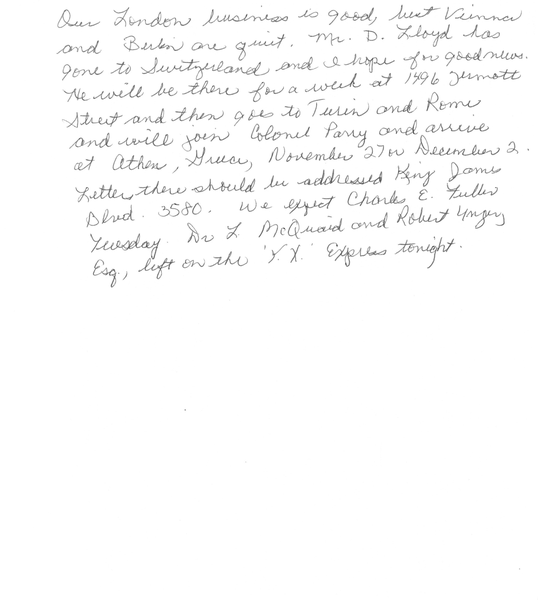 Our London business is good, but Vienna
and Berlin are quiet. Mr. D. Lloyd has
gone to Switzerland and I hope for good news.
He will be there for a week at 1496 Zermott
Street and then goes to Turin and Rome
and will join Colonel Parry and arrive
at Athen, Greece, November 27 or December 2.
Letters there should be addressed King James
Blvd. 3580. We expect Charles E. Fuller
Tuesday. Dr L McQuaid and Robert Unger,
Esq., left on the 'Y.X.' Express tonight.